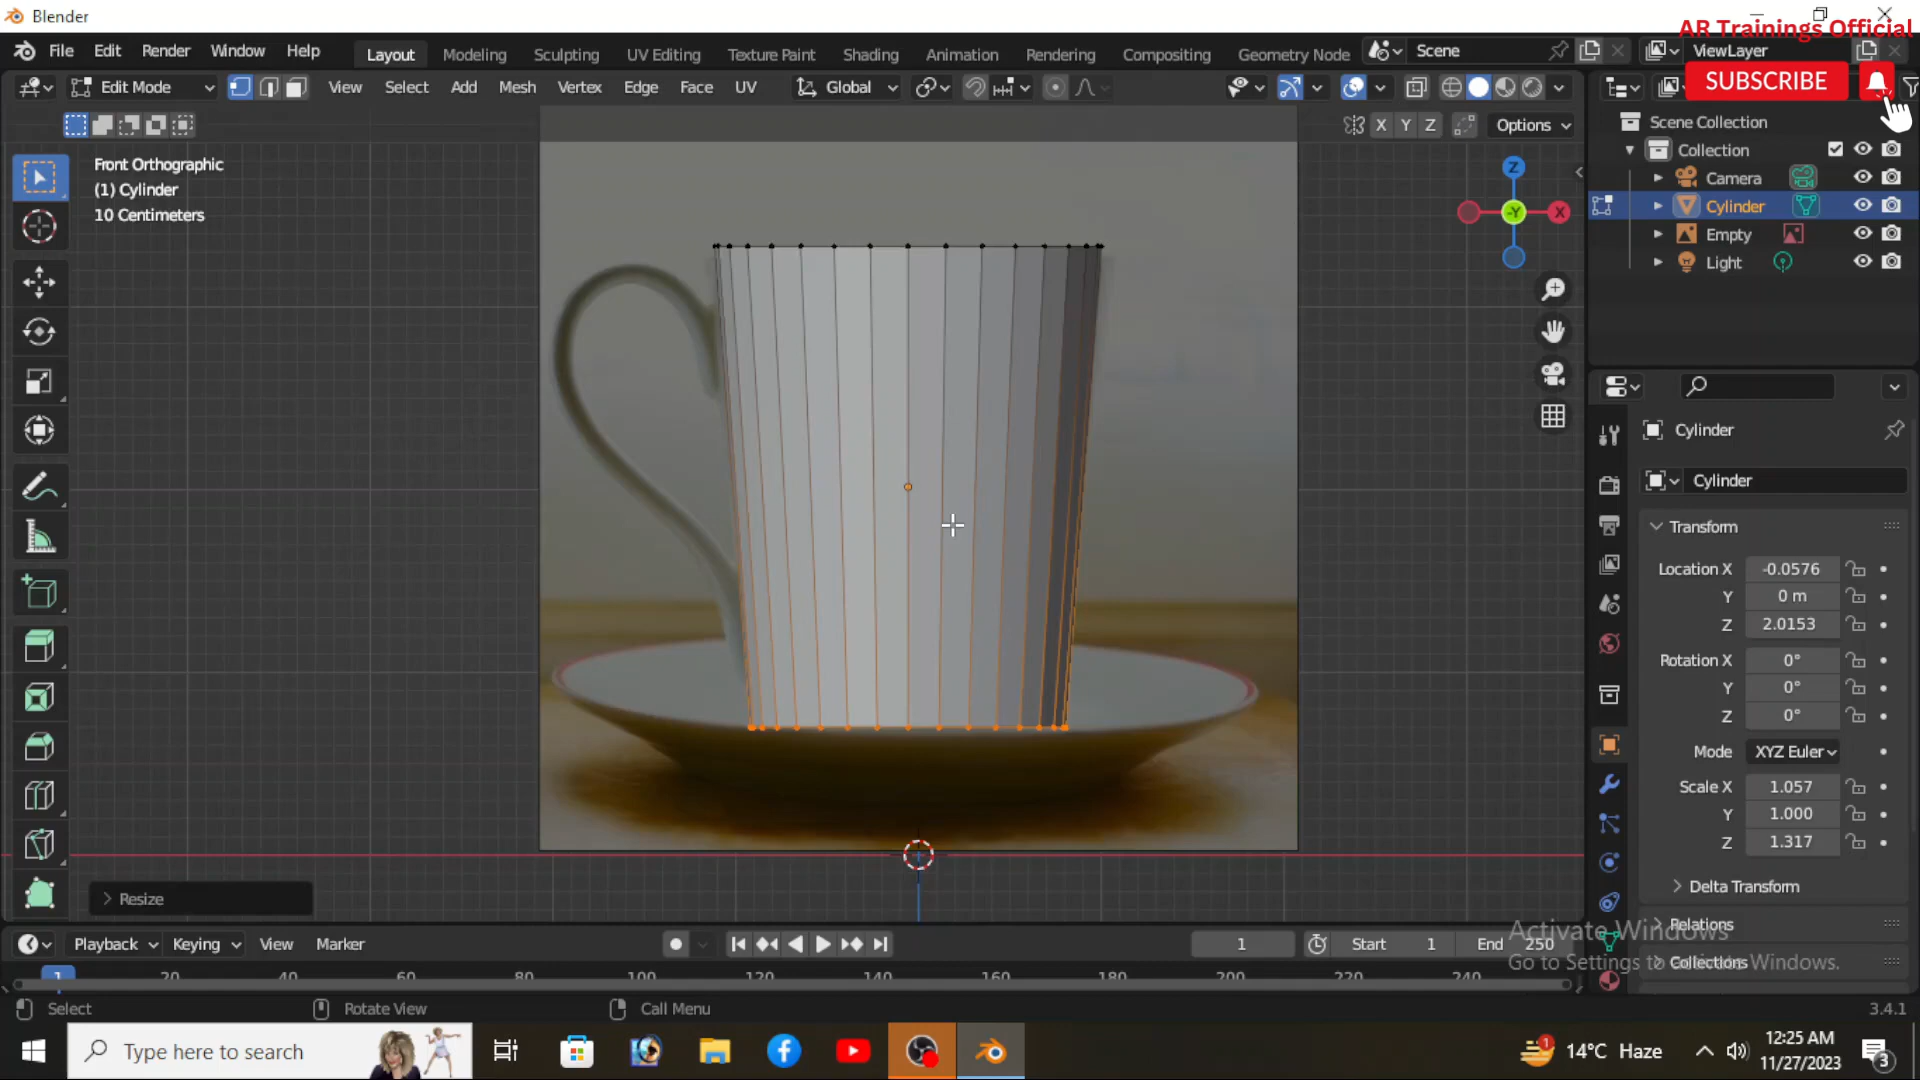 Blender
AR Trainings Official
File Edit Render Window Help
Layout Modeling Sculpting UV Editing Texture Paint Shading Animation Rendering Compositing Geometry Node
Scene
ViewLayer
SUBSCRIBE
Edit Mode
View Select Add Mesh Vertex Edge Face UV
Global
X Y Z
Options
Front Orthographic
(1) Cylinder
10 Centimeters
Z
-Y
X
Scene Collection
Collection
Camera
Cylinder
Empty
Light
Cylinder
Cylinder
Transform
Location X -0.0576
Y 0 m
Z 2.0153
Rotation X 0°
Y 0°
Z 0°
Mode XYZ Euler
Scale X 1.057
Y 1.000
Z 1.317
Delta Transform
Relations
Collections
Resize
Activate Windows
Go to Settings to activate Windows.
Playback Keying View Marker
1
Start 1
End 250
1 20 40 60 80 100 120 140 160 180 200 220 240
Select
Rotate View
Call Menu
3.4.1
Type here to search
1
14°C Haze
12:25 AM
11/27/2023
3